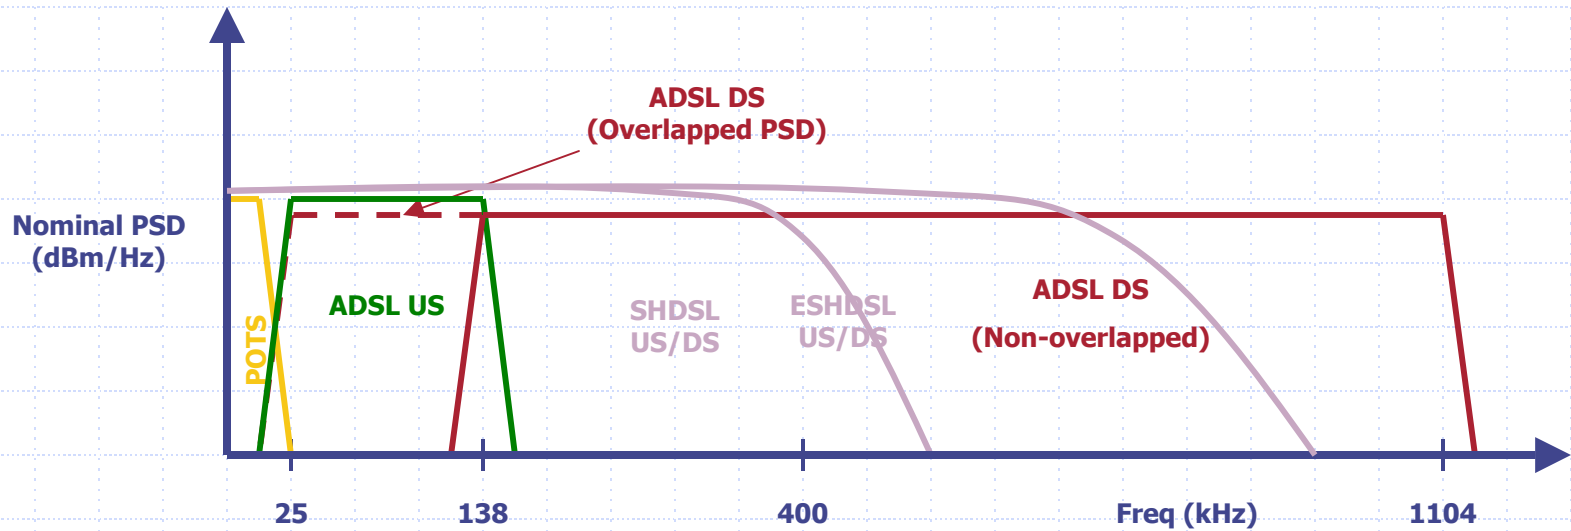 ADSL DS
(Overlapped PSD)
Nominal PSD
(dBm/Hz)
POTS
ADSL US
SHDSL
US/DS
ESHDSL
US/DS
ADSL DS
(Non-overlapped)
25
138
400
Freq (kHz)
1104